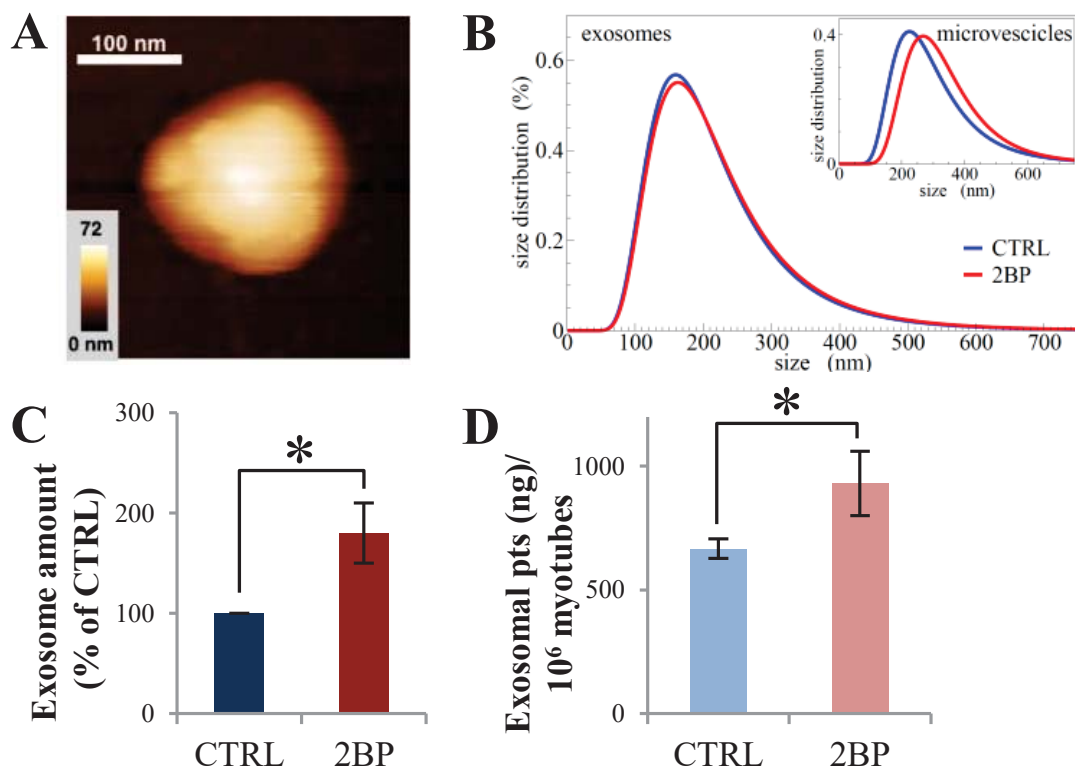 A
100 nm
72
0 nm
B
exosomes
size distribution (%)
0.6
0.4
0.2
0
0 100 200 300 400 500 600 700
size (nm)
microvescicles
size distribution
0.4
0.2
0
0 200 400 600
size (nm)
CTRL
2BP
C
Exosome amount
(% of CTRL)
300
200
100
0
*
CTRL 2BP
D
Exosomal pts (ng)/
10⁶ myotubes
1000
500
0
*
CTRL 2BP